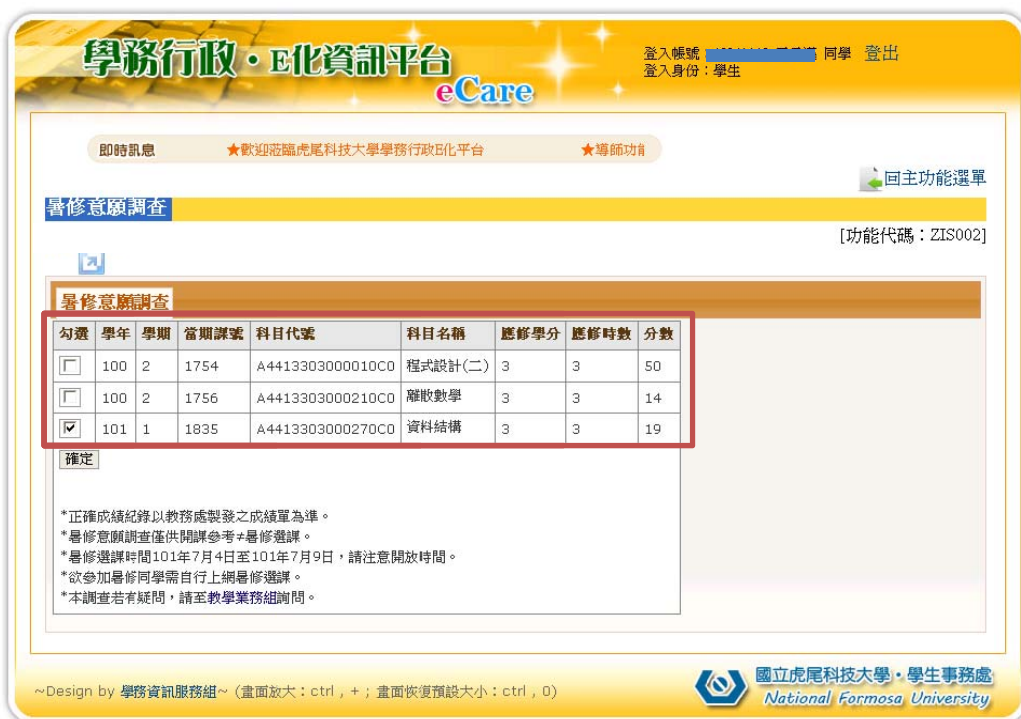 學務行政・E化資訊平台
eCare
登入帳號 同學 登出
登入身份：學生
即時訊息 ★歡迎蒞臨虎尾科技大學學務行政E化平台 ★導師功能
回主功能選單
暑修意願調查
[功能代碼：ZIS002]
暑修意願調查
勾選 學年 學期 當期課號 科目代號 科目名稱 應修學分 應修時數 分數
100 2 1754 A4413303000010C0 程式設計(二) 3 3 50
100 2 1756 A4413303000210C0 離散數學 3 3 14
101 1 1835 A4413303000270C0 資料結構 3 3 19
確定
*正確成績紀錄以教務處製發之成績單為準。
*暑修意願調查僅供開課參考≠暑修選課。
*暑修選課時間101年7月4日至101年7月9日，請注意開放時間。
*欲參加暑修同學需自行上網暑修選課。
*本調查若有疑問，請至教學業務組詢問。
~Design by 學務資訊服務組~ (畫面放大：ctrl , + ; 畫面恢復預設大小：ctrl , 0)
國立虎尾科技大學・學生事務處
National Formosa University